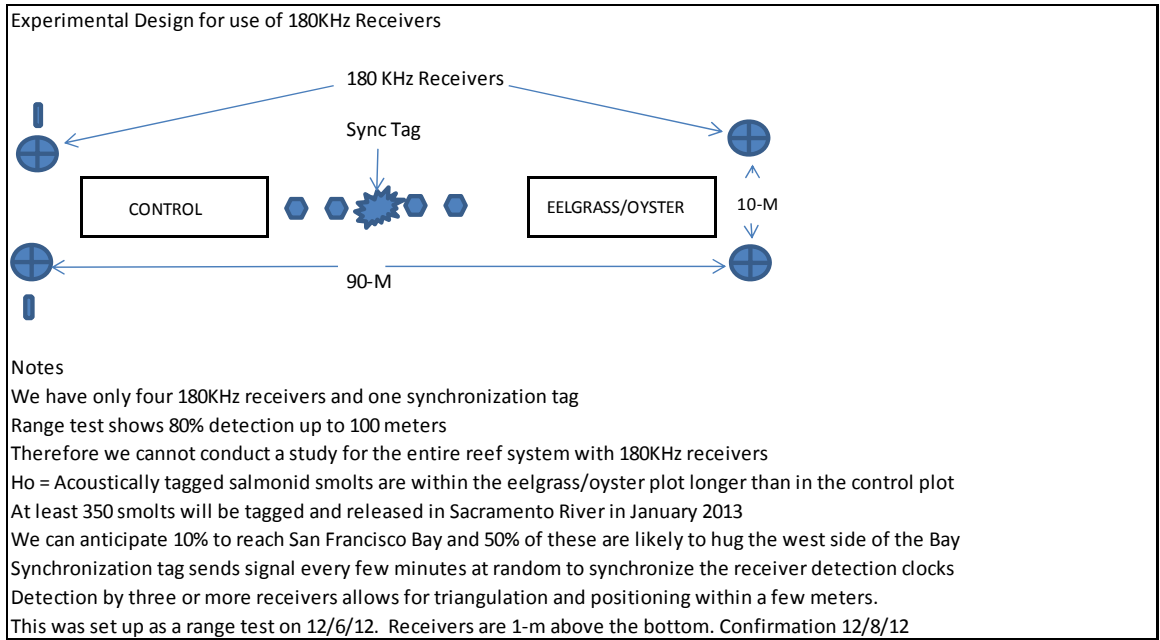 Experimental Design for use of 180KHz Receivers
180 KHz Receivers
Sync Tag
CONTROL
EELGRASS/OYSTER
10-M
90-M
Notes
We have only four 180KHz receivers and one synchronization tag
Range test shows 80% detection up to 100 meters
Therefore we cannot conduct a study for the entire reef system with 180KHz receivers
Ho = Acoustically tagged salmonid smolts are within the eelgrass/oyster plot longer than in the control plot
At least 350 smolts will be tagged and released in Sacramento River in January 2013
We can anticipate 10% to reach San Francisco Bay and 50% of these are likely to hug the west side of the Bay
Synchronization tag sends signal every few minutes at random to synchronize the receiver detection clocks
Detection by three or more receivers allows for triangulation and positioning within a few meters.
This was set up as a range test on 12/6/12.  Receivers are 1-m above the bottom. Confirmation 12/8/12